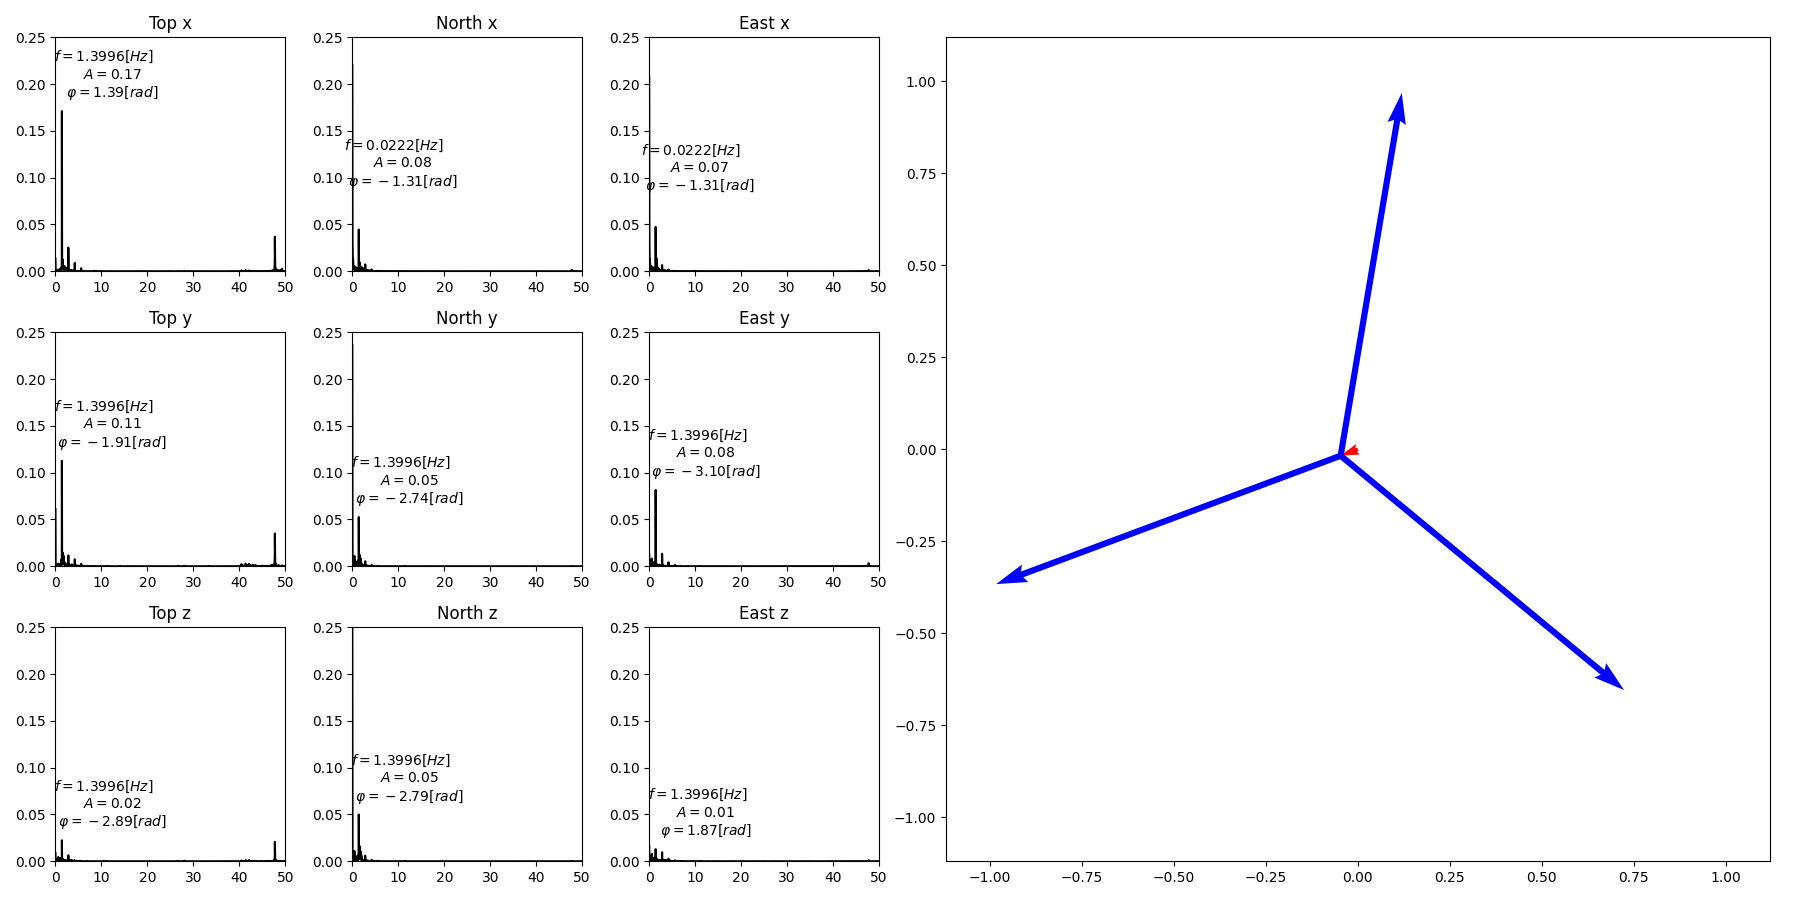 Top x
North x
East x
0.25
0.20
0.15
0.10
0.05
0.00
f = 1.3996[Hz]
A = 0.17
φ = 1.39[rad]
0 10 20 30 40 50
0.25
0.20
0.15
0.10
0.05
0.00
f = 0.0222[Hz]
A = 0.08
φ = −1.31[rad]
0 10 20 30 40 50
0.25
0.20
0.15
0.10
0.05
0.00
f = 0.0222[Hz]
A = 0.07
φ = −1.31[rad]
0 10 20 30 40 50
Top y
North y
East y
0.25
0.20
0.15
0.10
0.05
0.00
f = 1.3996[Hz]
A = 0.11
φ = −1.91[rad]
0 10 20 30 40 50
0.25
0.20
0.15
0.10
0.05
0.00
f = 1.3996[Hz]
A = 0.05
φ = −2.74[rad]
0 10 20 30 40 50
0.25
0.20
0.15
0.10
0.05
0.00
f = 1.3996[Hz]
A = 0.08
φ = −3.10[rad]
0 10 20 30 40 50
Top z
North z
East z
0.25
0.20
0.15
0.10
0.05
0.00
f = 1.3996[Hz]
A = 0.02
φ = −2.89[rad]
0 10 20 30 40 50
0.25
0.20
0.15
0.10
0.05
0.00
f = 1.3996[Hz]
A = 0.05
φ = −2.79[rad]
0 10 20 30 40 50
0.25
0.20
0.15
0.10
0.05
0.00
f = 1.3996[Hz]
A = 0.01
φ = 1.87[rad]
0 10 20 30 40 50
1.00
0.75
0.50
0.25
0.00
−0.25
−0.50
−0.75
−1.00
−1.00 −0.75 −0.50 −0.25 0.00 0.25 0.50 0.75 1.00